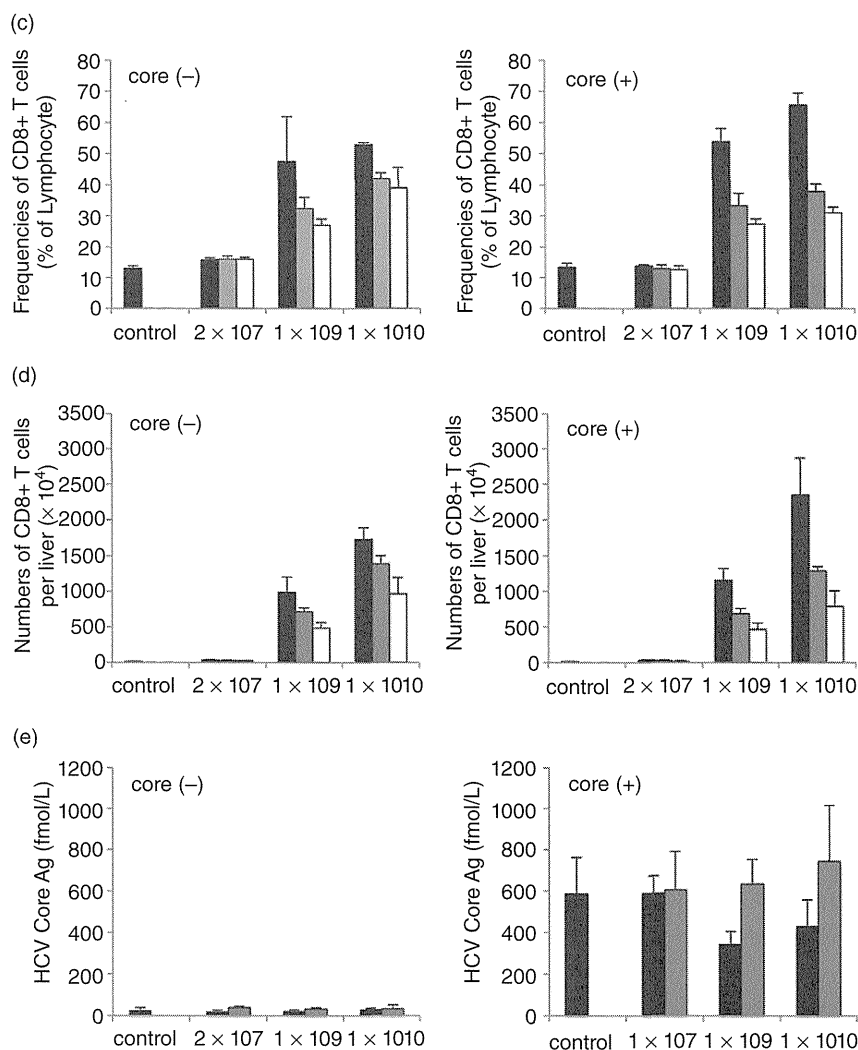 (c)
Frequencies of CD8+ T cells
(% of Lymphocyte)
core (–)
80
70
60
50
40
30
20
10
0
control 2 × 107 1 × 109 1 × 1010
Frequencies of CD8+ T cells
(% of Lymphocyte)
core (+)
80
70
60
50
40
30
20
10
0
control 2 × 107 1 × 109 1 × 1010
(d)
Numbers of CD8+ T cells
per liver (× 10⁴)
core (–)
3500
3000
2500
2000
1500
1000
500
0
control 2 × 107 1 × 109 1 × 1010
Numbers of CD8+ T cells
per liver (× 10⁴)
core (+)
3500
3000
2500
2000
1500
1000
500
0
control 2 × 107 1 × 109 1 × 1010
(e)
HCV Core Ag (fmol/L)
core (–)
1200
1000
800
600
400
200
0
control 2 × 107 1 × 109 1 × 1010
HCV Core Ag (fmol/L)
core (+)
1200
1000
800
600
400
200
0
control 1 × 107 1 × 109 1 × 1010